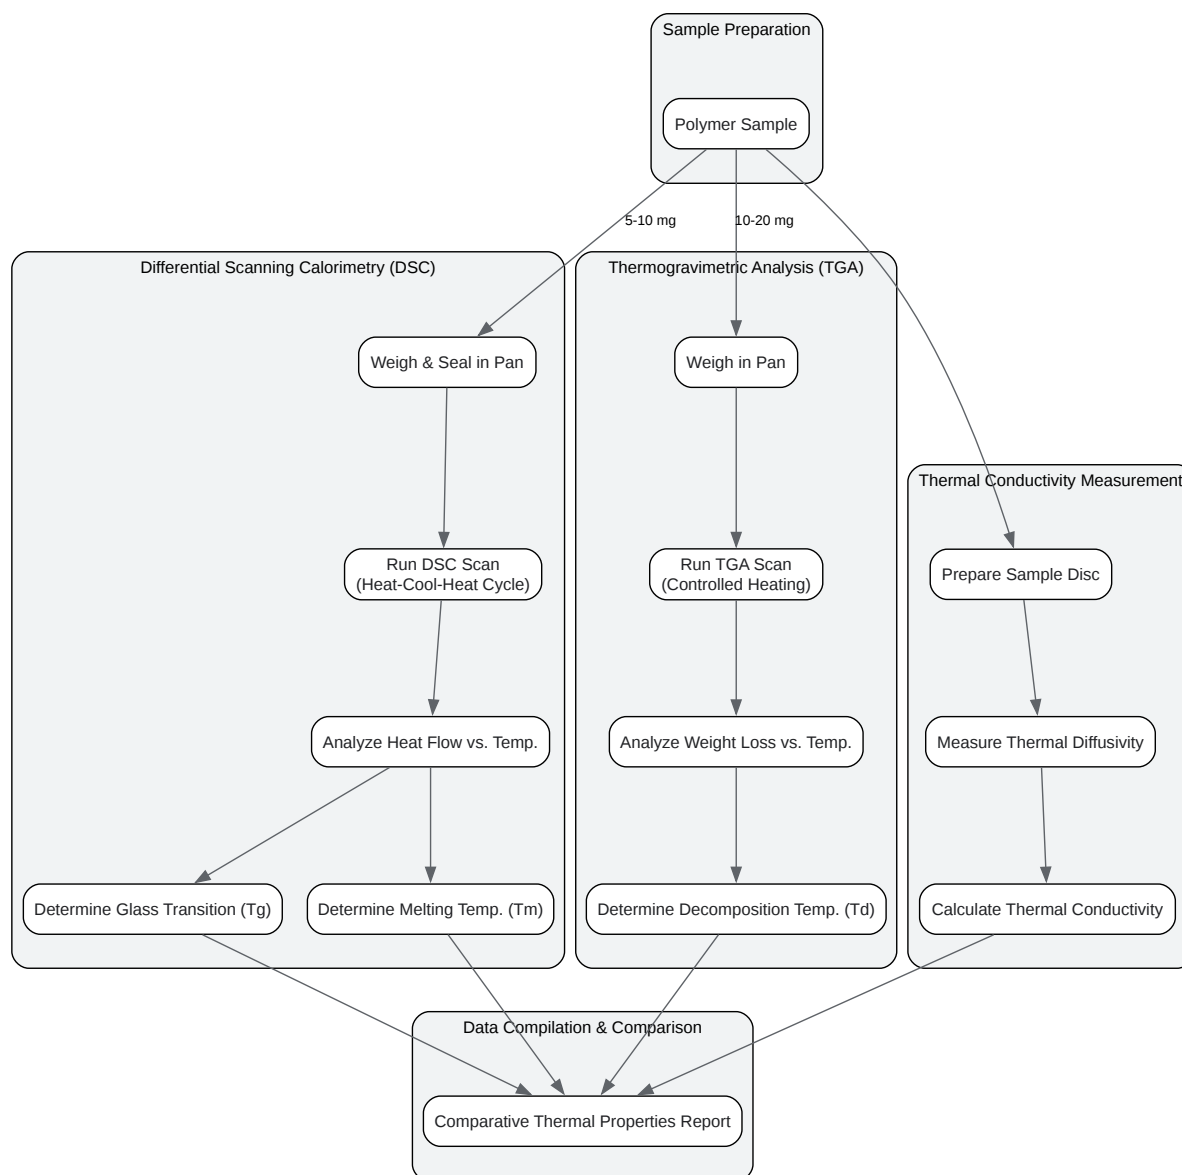 Sample Preparation
Polymer Sample
5-10 mg
10-20 mg
Differential Scanning Calorimetry (DSC)
Thermogravimetric Analysis (TGA)
Weigh & Seal in Pan
Weigh in Pan
Thermal Conductivity Measurement
Run DSC Scan
(Heat-Cool-Heat Cycle)
Run TGA Scan
(Controlled Heating)
Prepare Sample Disc
Analyze Heat Flow vs. Temp.
Analyze Weight Loss vs. Temp.
Measure Thermal Diffusivity
Determine Glass Transition (Tg)
Determine Melting Temp. (Tm)
Determine Decomposition Temp. (Td)
Calculate Thermal Conductivity
Data Compilation & Comparison
Comparative Thermal Properties Report